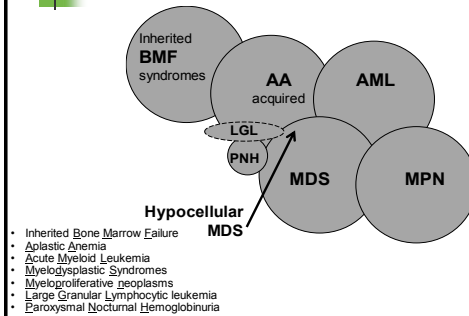 Inherited
BMF
syndromes
AA
acquired
AML
LGL
PNH
MDS
MPN
Hypocellular
MDS
• Inherited Bone Marrow Failure
• Aplastic Anemia
• Acute Myeloid Leukemia
• Myelodysplastic Syndromes
• Myeloproliferative neoplasms
• Large Granular Lymphocytic leukemia
• Paroxysmal Nocturnal Hemoglobinuria